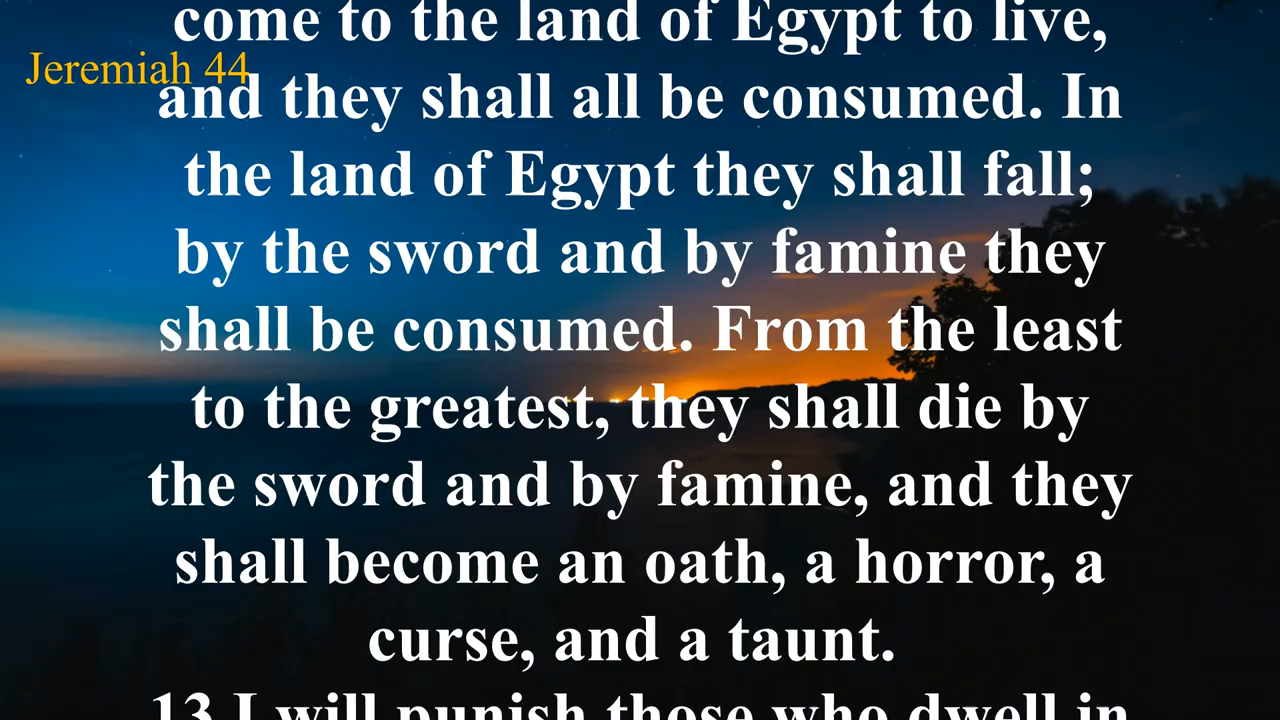 come to the land of Egypt to live,
Jeremiah 44
and they shall all be consumed. In
the land of Egypt they shall fall;
by the sword and by famine they
shall be consumed. From the least
to the greatest, they shall die by
the sword and by famine, and they
shall become an oath, a horror, a
curse, and a taunt.
13 I will punish those who dwell in